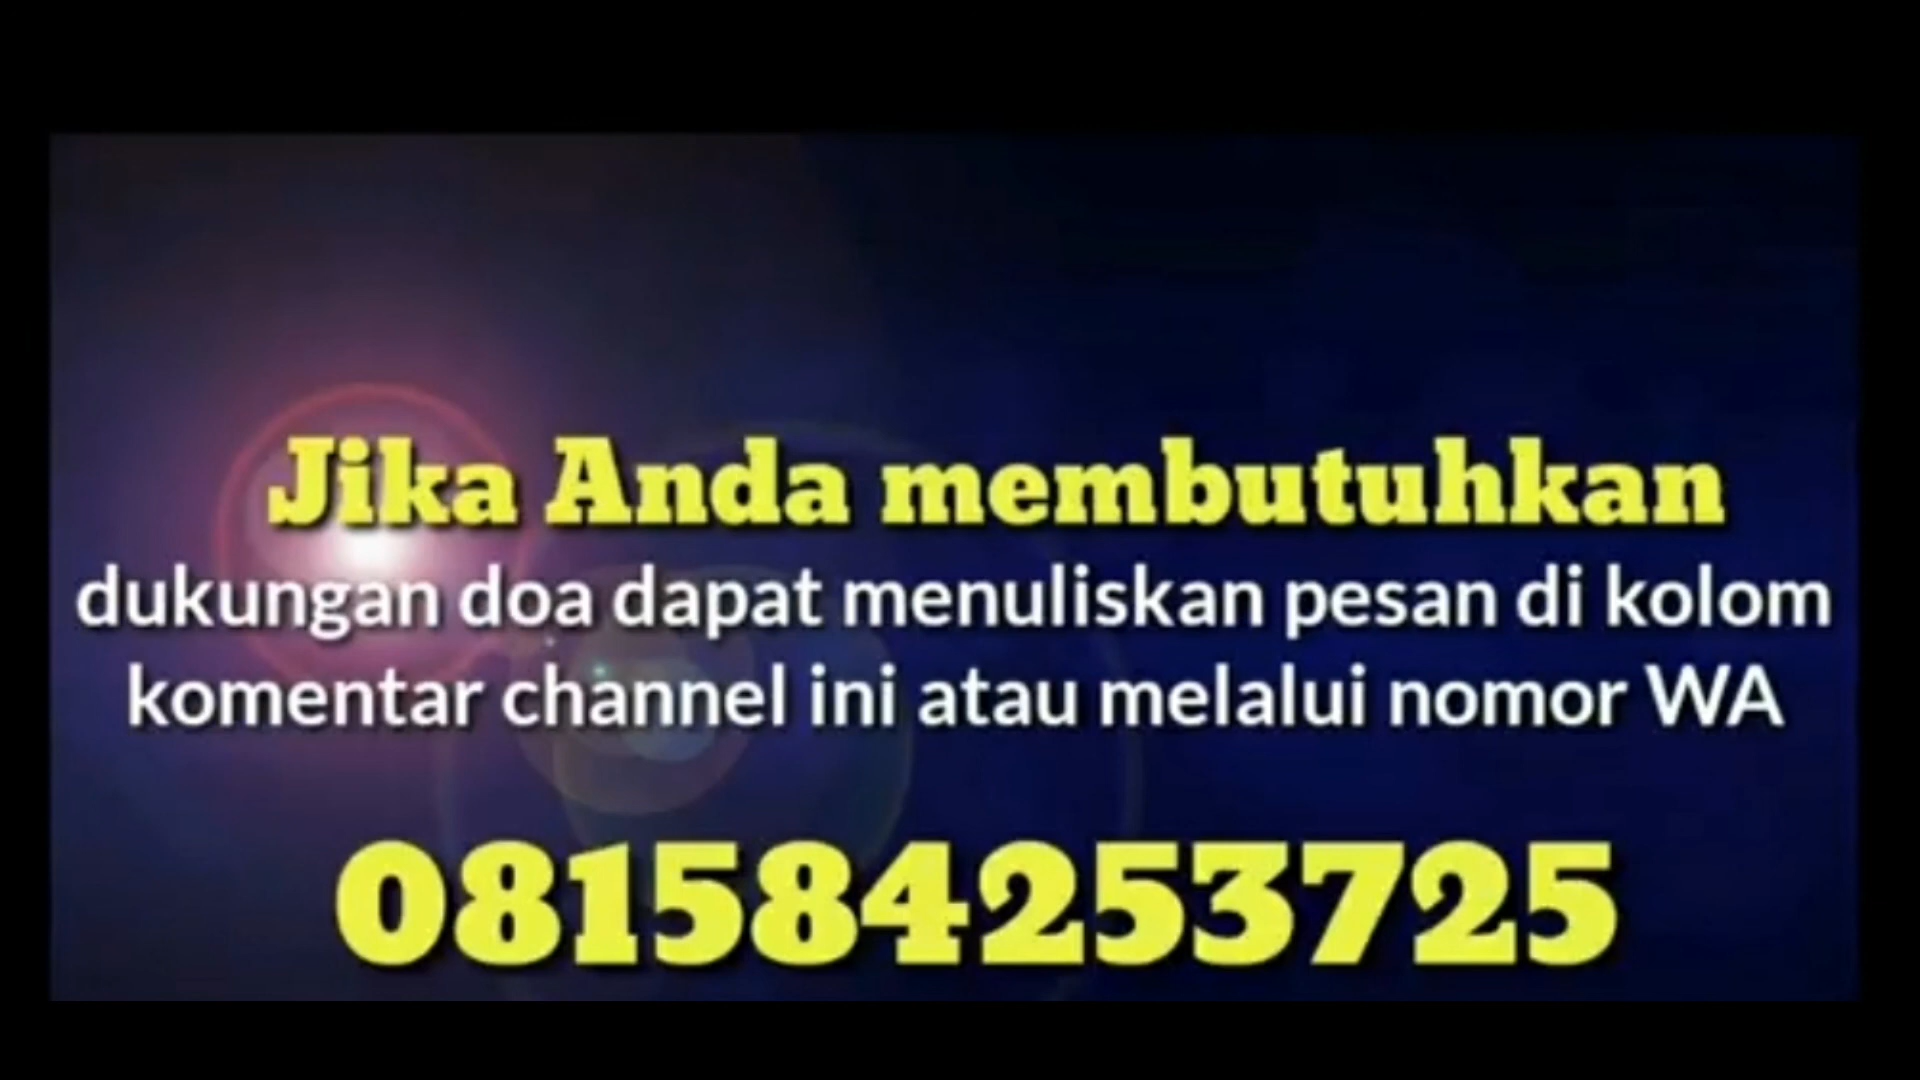 Jika Anda membutuhkan
dukungan doa dapat menuliskan pesan di kolom
komentar channel ini atau melalui nomor WA
081584253725